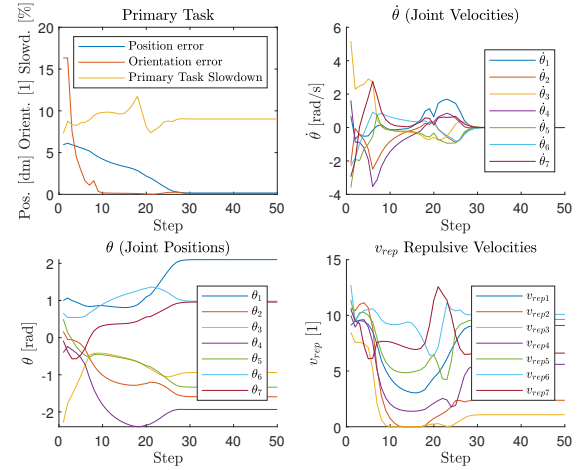 Primary Task
Pos. [dm] Orient. [1] Slowd. [%]
20
15
10
5
0
Position error
Orientation error
Primary Task Slowdown
0 10 20 30 40 50
Step
θ̇ (Joint Velocities)
θ̇ [rad/s]
6
4
2
0
-2
-4
θ̇1
θ̇2
θ̇3
θ̇4
θ̇5
θ̇6
θ̇7
0 10 20 30 40 50
Step
θ (Joint Positions)
θ [rad]
2
1
0
-1
-2
θ1
θ2
θ3
θ4
θ5
θ6
θ7
0 10 20 30 40 50
Step
vrep Repulsive Velocities
vrep [1]
15
10
5
0
vrep1
vrep2
vrep3
vrep4
vrep5
vrep6
vrep7
0 10 20 30 40 50
Step